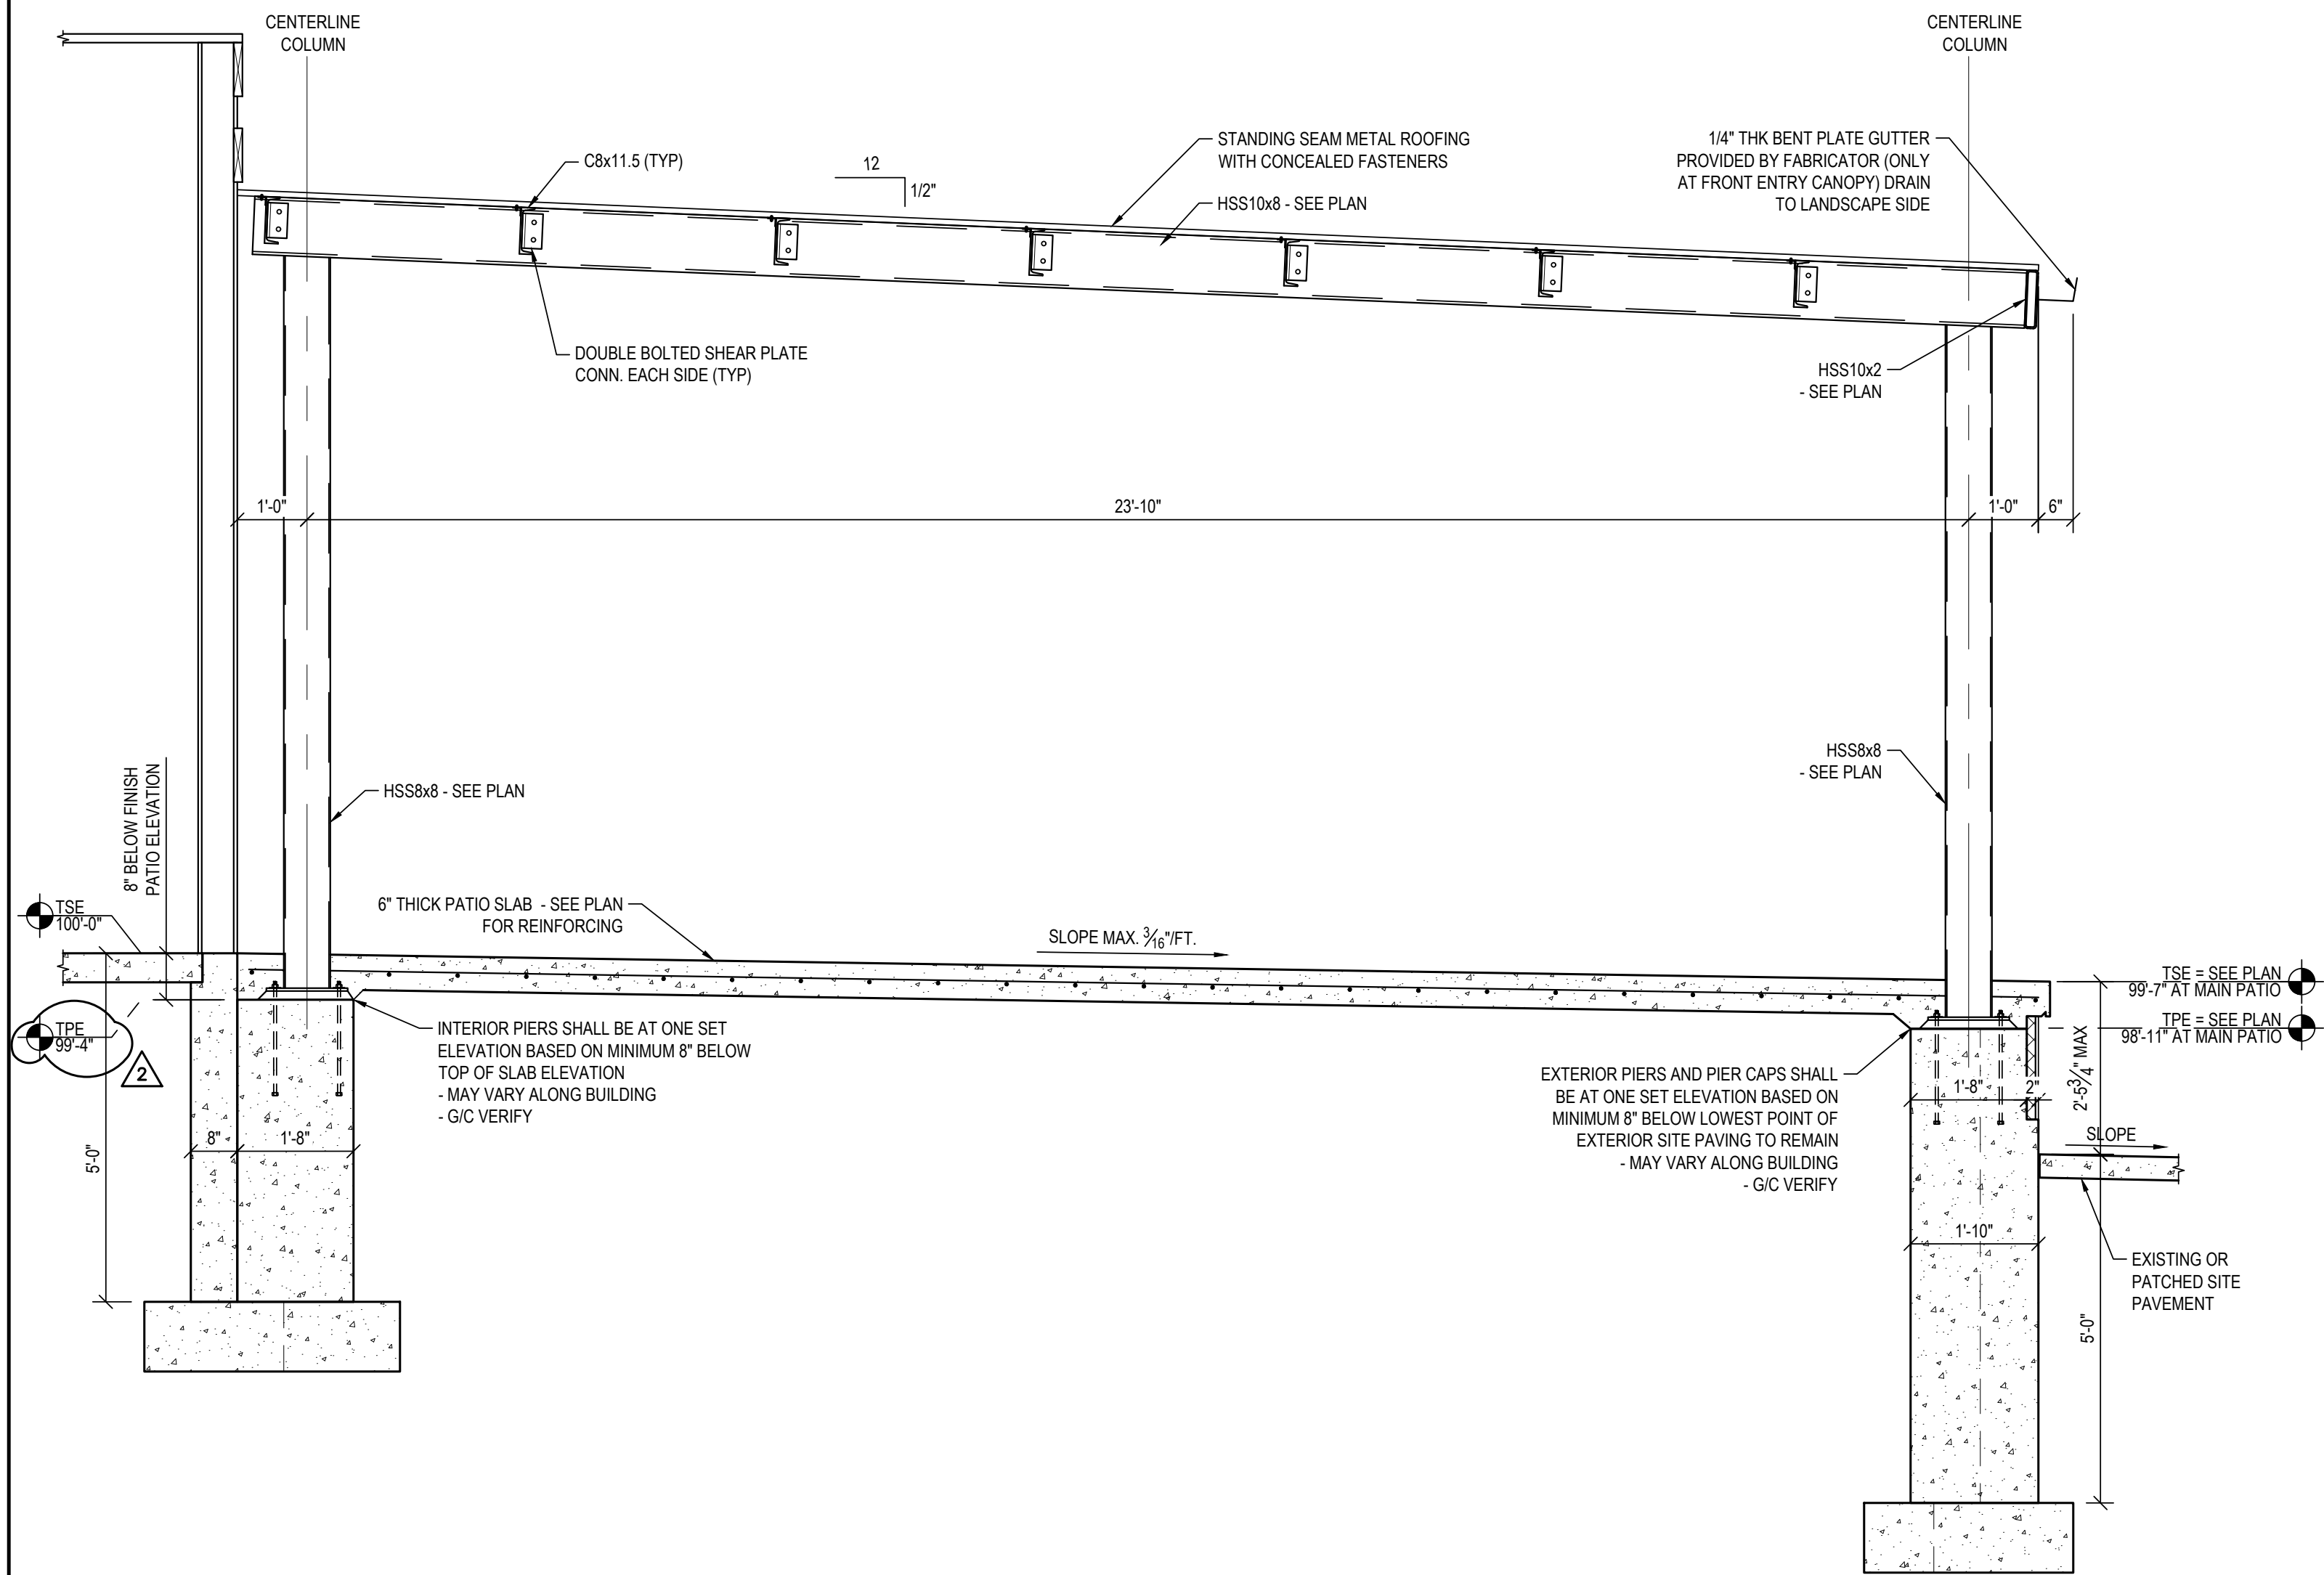 CENTERLINE
COLUMN
CENTERLINE
COLUMN
C8x11.5 (TYP)
12
1/2"
STANDING SEAM METAL ROOFING
WITH CONCEALED FASTENERS
HSS10x8 - SEE PLAN
1/4" THK BENT PLATE GUTTER
PROVIDED BY FABRICATOR (ONLY
AT FRONT ENTRY CANOPY) DRAIN
TO LANDSCAPE SIDE
DOUBLE BOLTED SHEAR PLATE
CONN. EACH SIDE (TYP)
HSS10x2
- SEE PLAN
1'-0"
23'-10"
1'-0"
6"
8" BELOW FINISH
PATIO ELEVATION
HSS8x8 - SEE PLAN
HSS8x8
- SEE PLAN
TSE
100'-0"
6" THICK PATIO SLAB - SEE PLAN
FOR REINFORCING
SLOPE MAX. 3/16"/FT.
TSE = SEE PLAN
99'-7" AT MAIN PATIO
TPE
99'-4"
2
TPE = SEE PLAN
98'-11" AT MAIN PATIO
INTERIOR PIERS SHALL BE AT ONE SET
ELEVATION BASED ON MINIMUM 8" BELOW
TOP OF SLAB ELEVATION
- MAY VARY ALONG BUILDING
- G/C VERIFY
EXTERIOR PIERS AND PIER CAPS SHALL
BE AT ONE SET ELEVATION BASED ON
MINIMUM 8" BELOW LOWEST POINT OF
EXTERIOR SITE PAVING TO REMAIN
- MAY VARY ALONG BUILDING
- G/C VERIFY
1'-8"
2"
2'-5 3/4" MAX
SLOPE
5'-0"
8"
1'-8"
1'-10"
EXISTING OR
PATCHED SITE
PAVEMENT
5'-0"